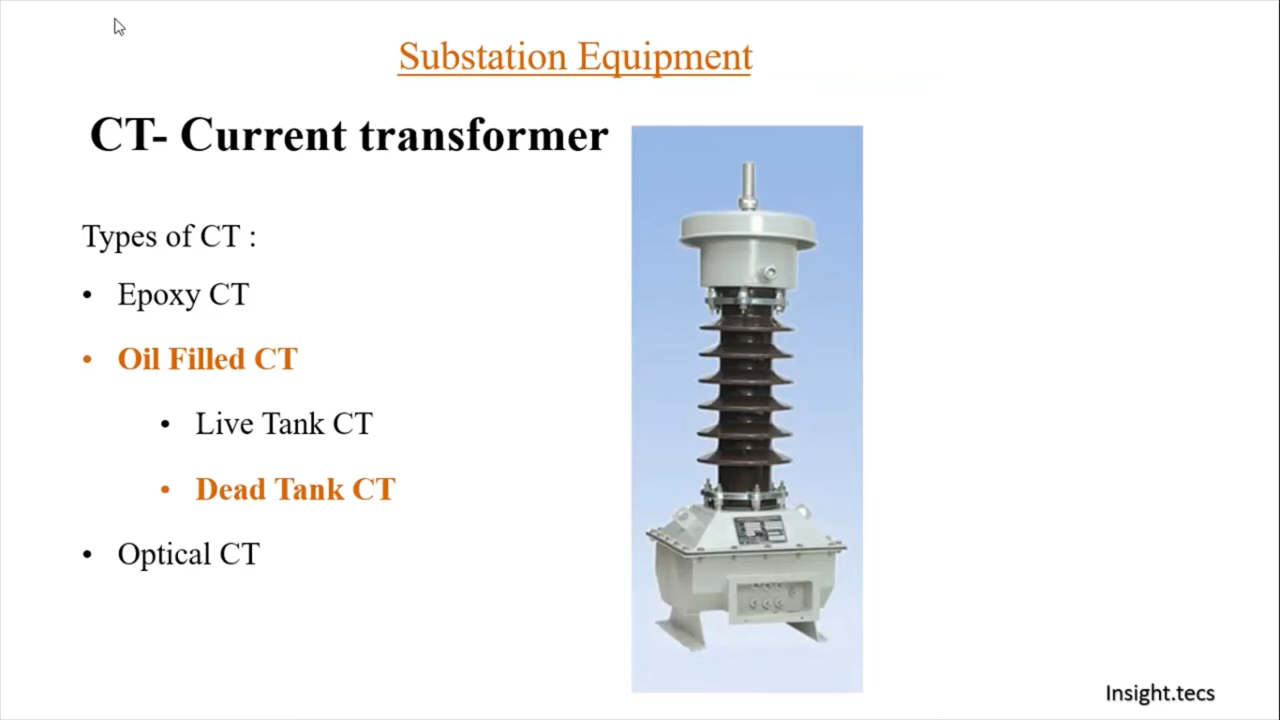 Substation Equipment
CT- Current transformer
Types of CT :
• Epoxy CT
• Oil Filled CT
• Live Tank CT
• Dead Tank CT
• Optical CT
Insight.tecs